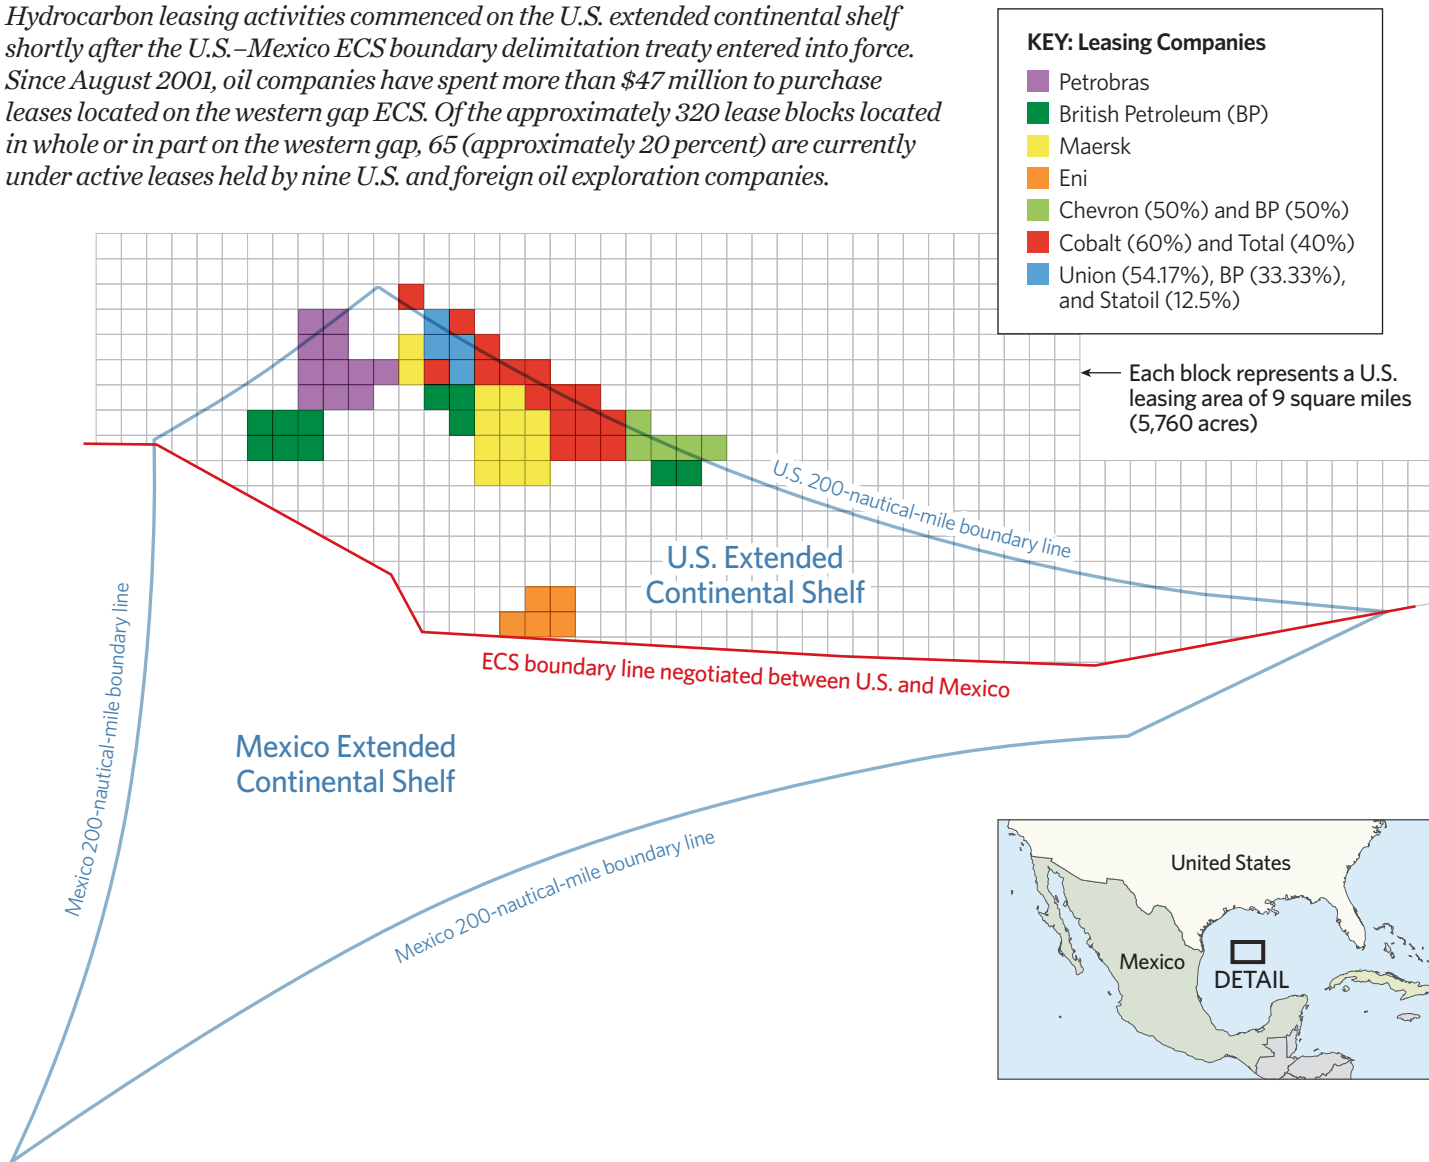 Hydrocarbon leasing activities commenced on the U.S. extended continental shelf
shortly after the U.S.–Mexico ECS boundary delimitation treaty entered into force.
Since August 2001, oil companies have spent more than $47 million to purchase
leases located on the western gap ECS. Of the approximately 320 lease blocks located
in whole or in part on the western gap, 65 (approximately 20 percent) are currently
under active leases held by nine U.S. and foreign oil exploration companies.
KEY: Leasing Companies
Petrobras
British Petroleum (BP)
Maersk
Eni
Chevron (50%) and BP (50%)
Cobalt (60%) and Total (40%)
Union (54.17%), BP (33.33%),
and Statoil (12.5%)
Each block represents a U.S.
leasing area of 9 square miles
(5,760 acres)
U.S. 200-nautical-mile boundary line
U.S. Extended
Continental Shelf
ECS boundary line negotiated between U.S. and Mexico
Mexico 200-nautical-mile boundary line
Mexico Extended
Continental Shelf
Mexico 200-nautical-mile boundary line
United States
Mexico
DETAIL